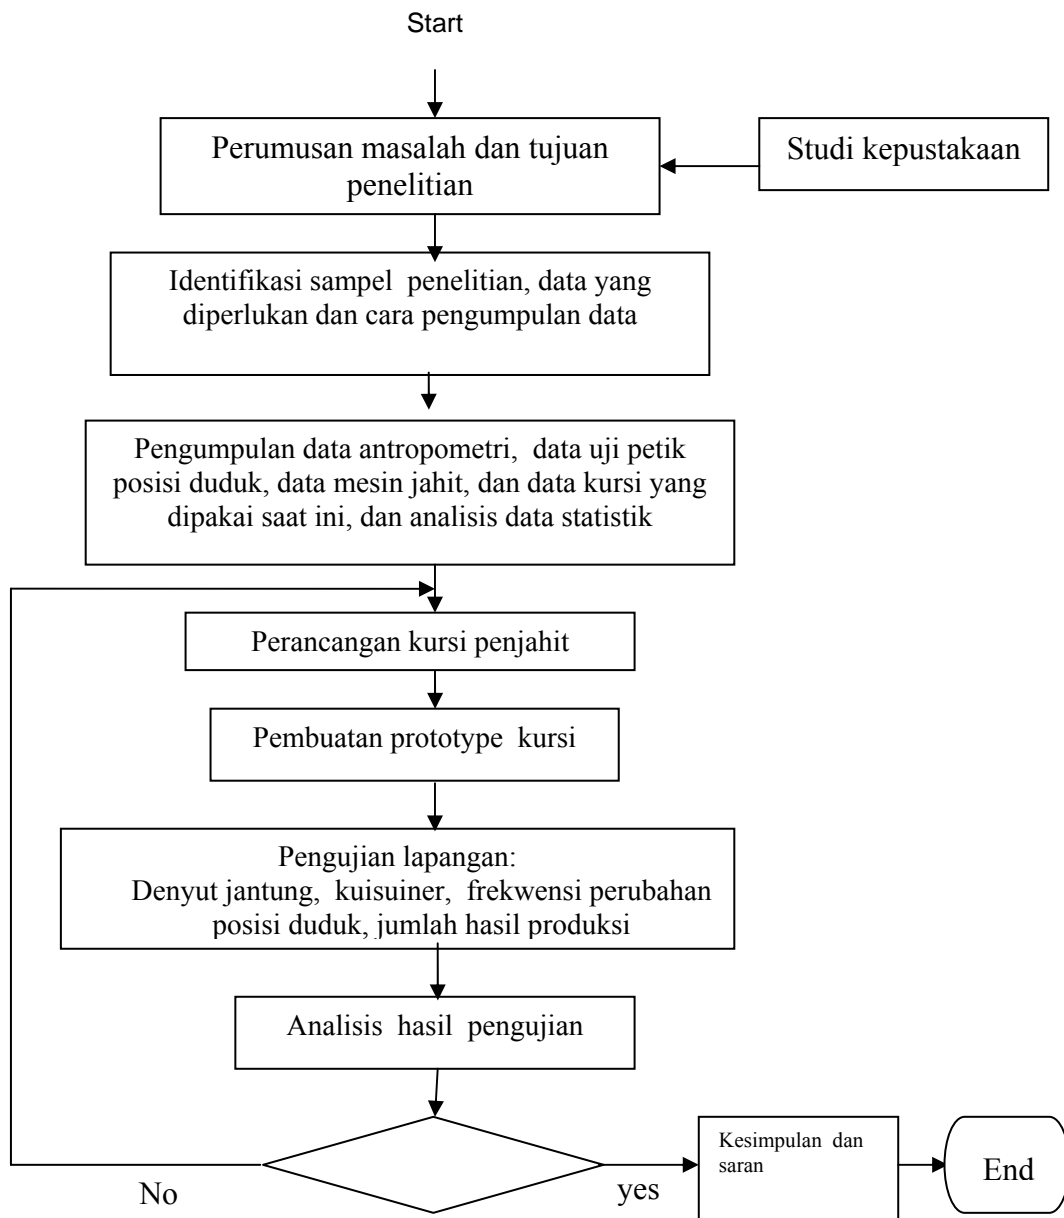 Start
Perumusan masalah dan tujuan
penelitian
Studi kepustakaan
Identifikasi sampel penelitian, data yang
diperlukan dan cara pengumpulan data
Pengumpulan data antropometri, data uji petik
posisi duduk, data mesin jahit, dan data kursi yang
dipakai saat ini, dan analisis data statistik
Perancangan kursi penjahit
Pembuatan prototype kursi
Pengujian lapangan:
Denyut jantung, kuisuiner, frekwensi perubahan
posisi duduk, jumlah hasil produksi
Analisis hasil pengujian
No
yes
Kesimpulan dan
saran
End